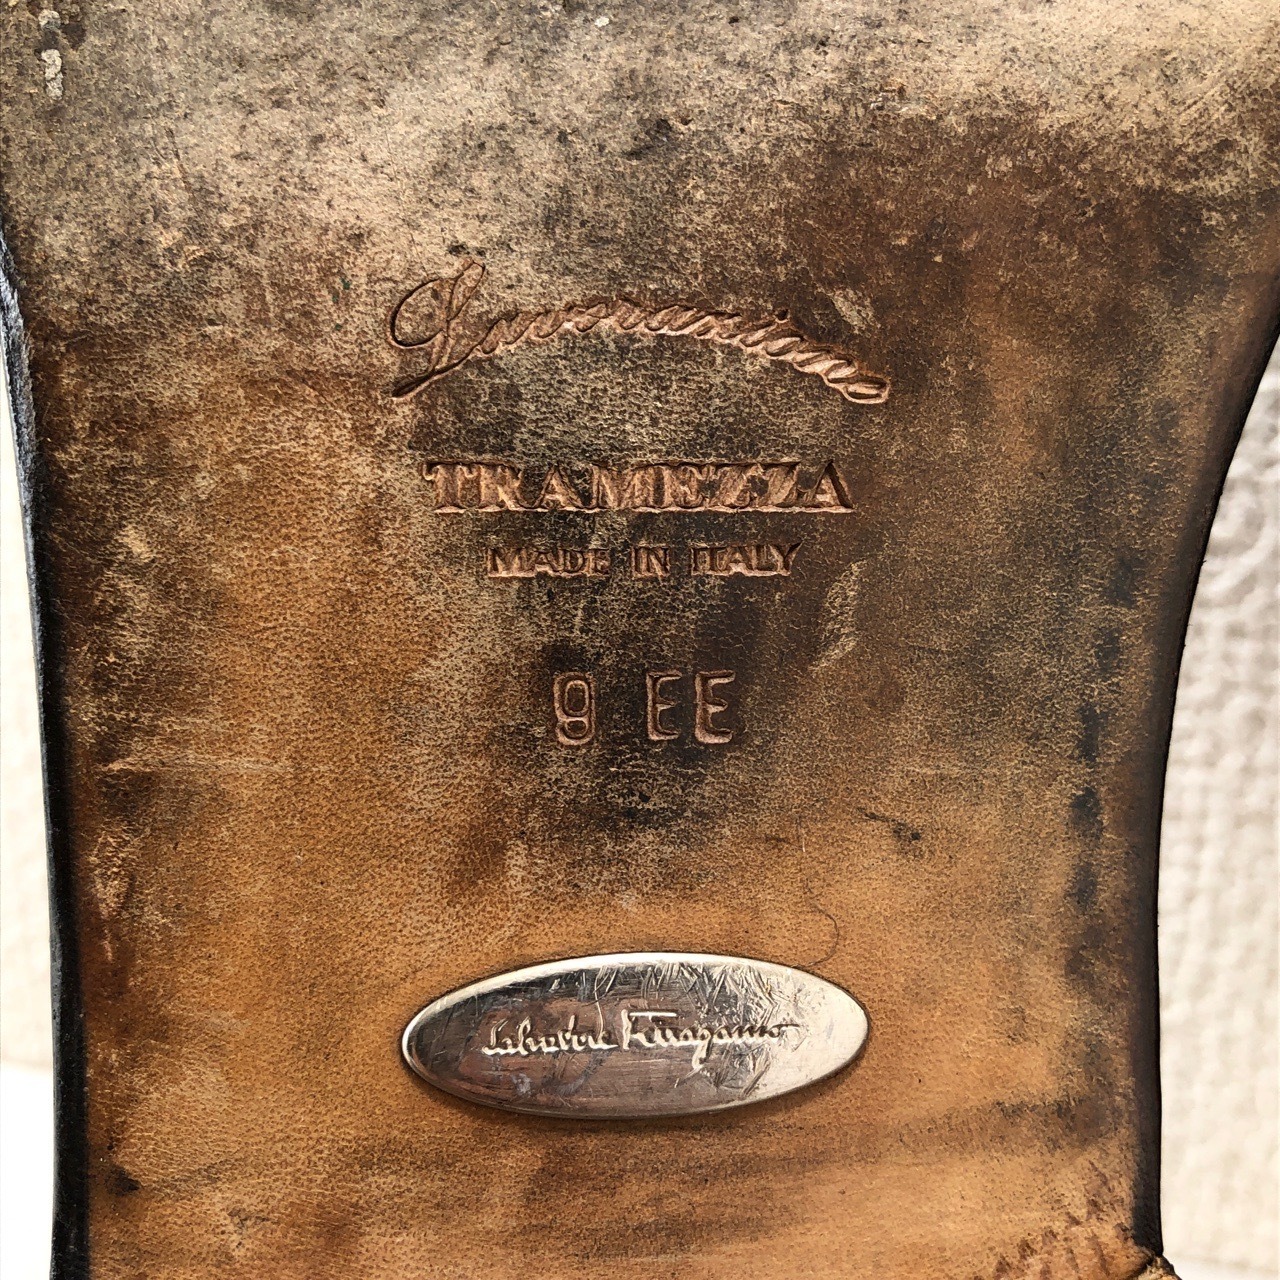 Lavorazione
TRAMEZZA
MADE IN ITALY
9 EE
Salvatore Ferragamo